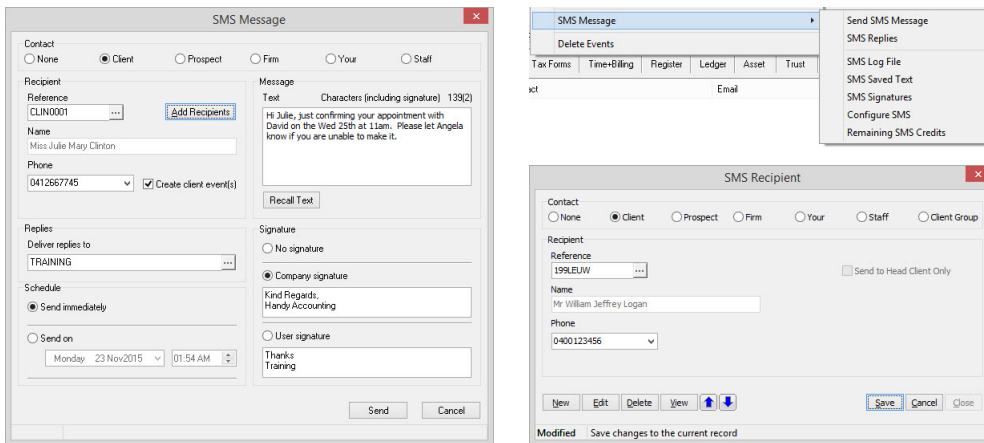 SMS Message
Contact
None Client Prospect Firm Your Staff
Recipient
Reference
CLIN0001 ... Add Recipients
Name
Miss Julie Mary Clinton
Phone
0412667745 Create client event(s)
Message
Text Characters (including signature) 139(2)
Hi Julie, just confirming your appointment with
David on the Wed 25th at 11am. Please let Angela
know if you are unable to make it.
Recall Text
Replies
Deliver replies to
TRAINING ...
Schedule
Send immediately
Send on
Monday 23 Nov 2015 01:54 AM
Signature
No signature
Company signature
Kind Regards,
Handy Accounting
User signature
Thanks
Training
Send Cancel
SMS Message
Delete Events
Tax Forms Time+Billing Register Ledger Asset Trust
Email
Send SMS Message
SMS Replies
SMS Log File
SMS Saved Text
SMS Signatures
Configure SMS
Remaining SMS Credits
SMS Recipient
Contact
None Client Prospect Firm Your Staff Client Group
Recipient
Reference
199LEUW ... Send to Head Client Only
Name
Mr William Jeffrey Logan
Phone
0400123456
New Edit Delete View Save Cancel Close
Modified Save changes to the current record